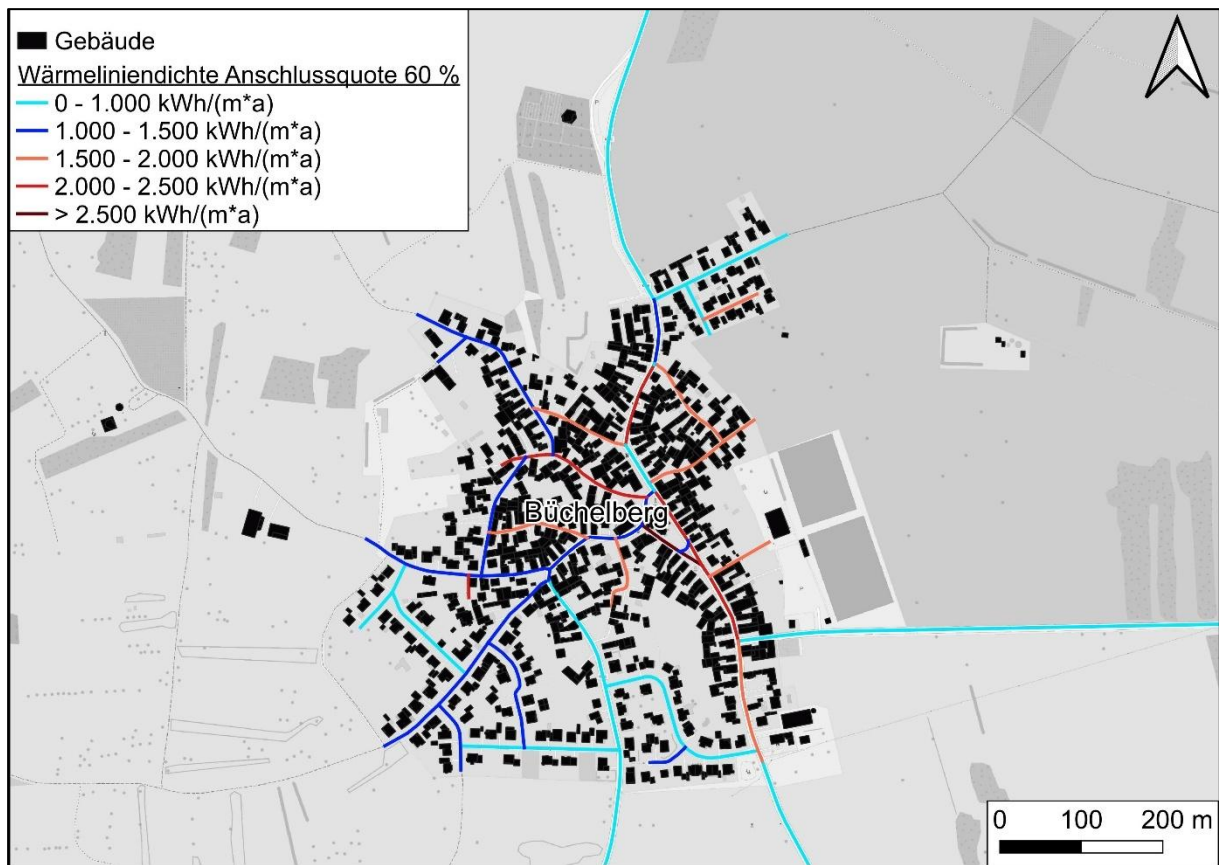 Gebäude
Wärmeliniendichte Anschlussquote 60 %
0 - 1.000 kWh/(m*a)
1.000 - 1.500 kWh/(m*a)
1.500 - 2.000 kWh/(m*a)
2.000 - 2.500 kWh/(m*a)
> 2.500 kWh/(m*a)
Büchelberg
0 100 200 m